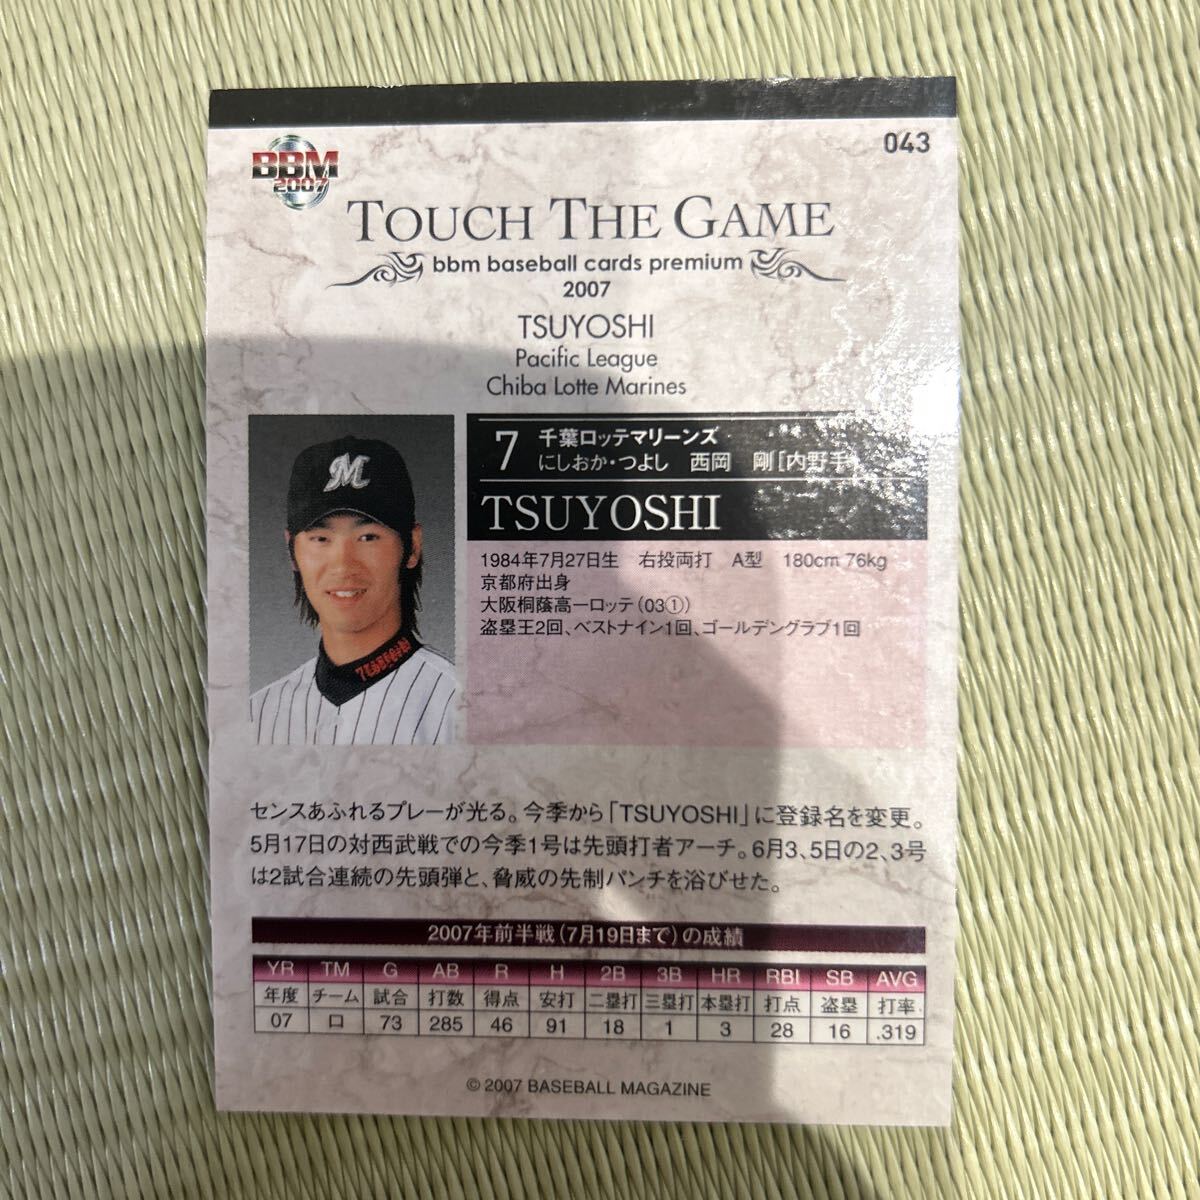 043
BBM
2007
TOUCH THE GAME
bbm baseball cards premium
2007
TSUYOSHI
Pacific League
Chiba Lotte Marines
7 千葉ロッテマリーンズ
にしおか・つよし 西岡 剛[内野手]
TSUYOSHI
1984年7月27日生 右投両打 A型 180cm 76kg
京都府出身
大阪桐蔭高―ロッテ(03①)
盗塁王2回、ベストナイン1回、ゴールデングラブ1回
M
7 TSUYOSHI
センスあふれるプレーが光る。今季から「TSUYOSHI」に登録名を変更。
5月17日の対西武戦での今季1号は先頭打者アーチ。6月3、5日の2、3号
は2試合連続の先頭弾と、脅威の先制パンチを浴びせた。
2007年前半戦(7月19日まで)の成績
YR TM G AB R H 2B 3B HR RBI SB AVG
年度 チーム 試合 打数 得点 安打 二塁打 三塁打 本塁打 打点 盗塁 打率
07 ロ 73 285 46 91 18 1 3 28 16 .319
© 2007 BASEBALL MAGAZINE